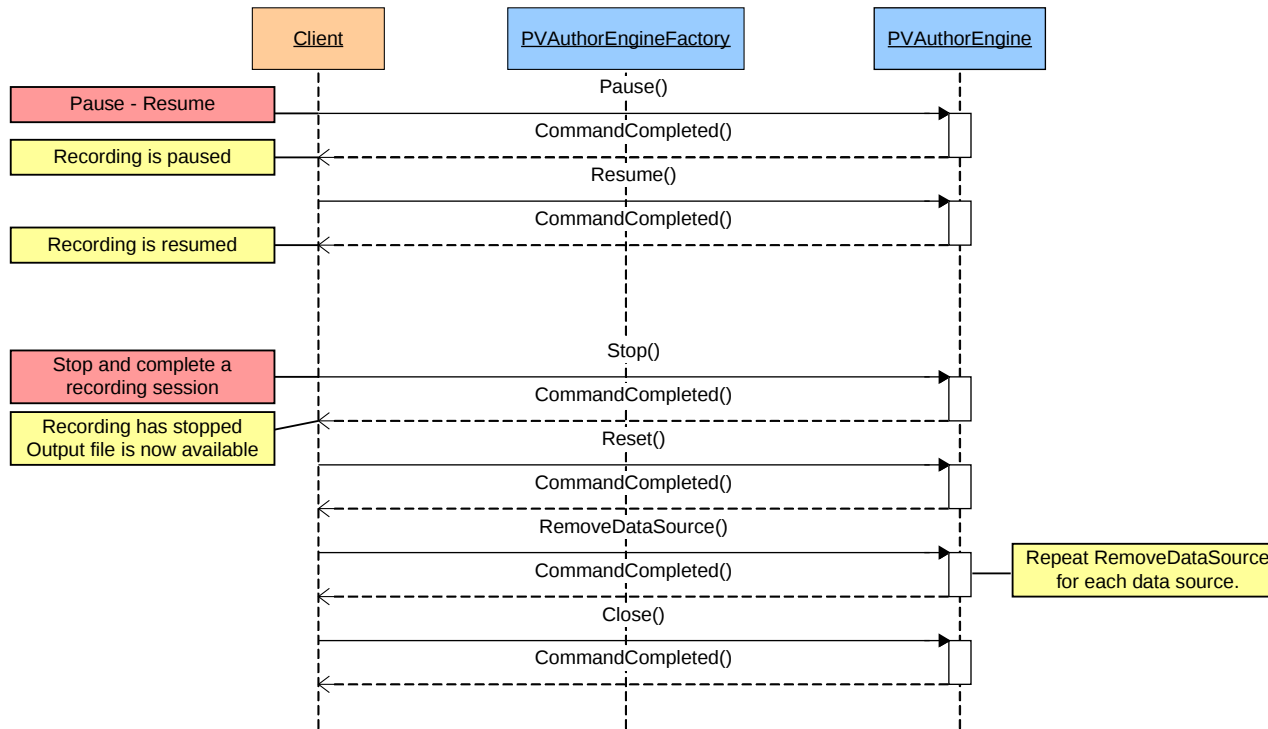 Client
PVAuthorEngineFactory
PVAuthorEngine
Pause()
Pause - Resume
CommandCompleted()
Recording is paused
Resume()
CommandCompleted()
Recording is resumed
Stop()
Stop and complete a
recording session
CommandCompleted()
Recording has stopped
Output file is now available
Reset()
CommandCompleted()
RemoveDataSource()
Repeat RemoveDataSource
for each data source.
CommandCompleted()
Close()
CommandCompleted()